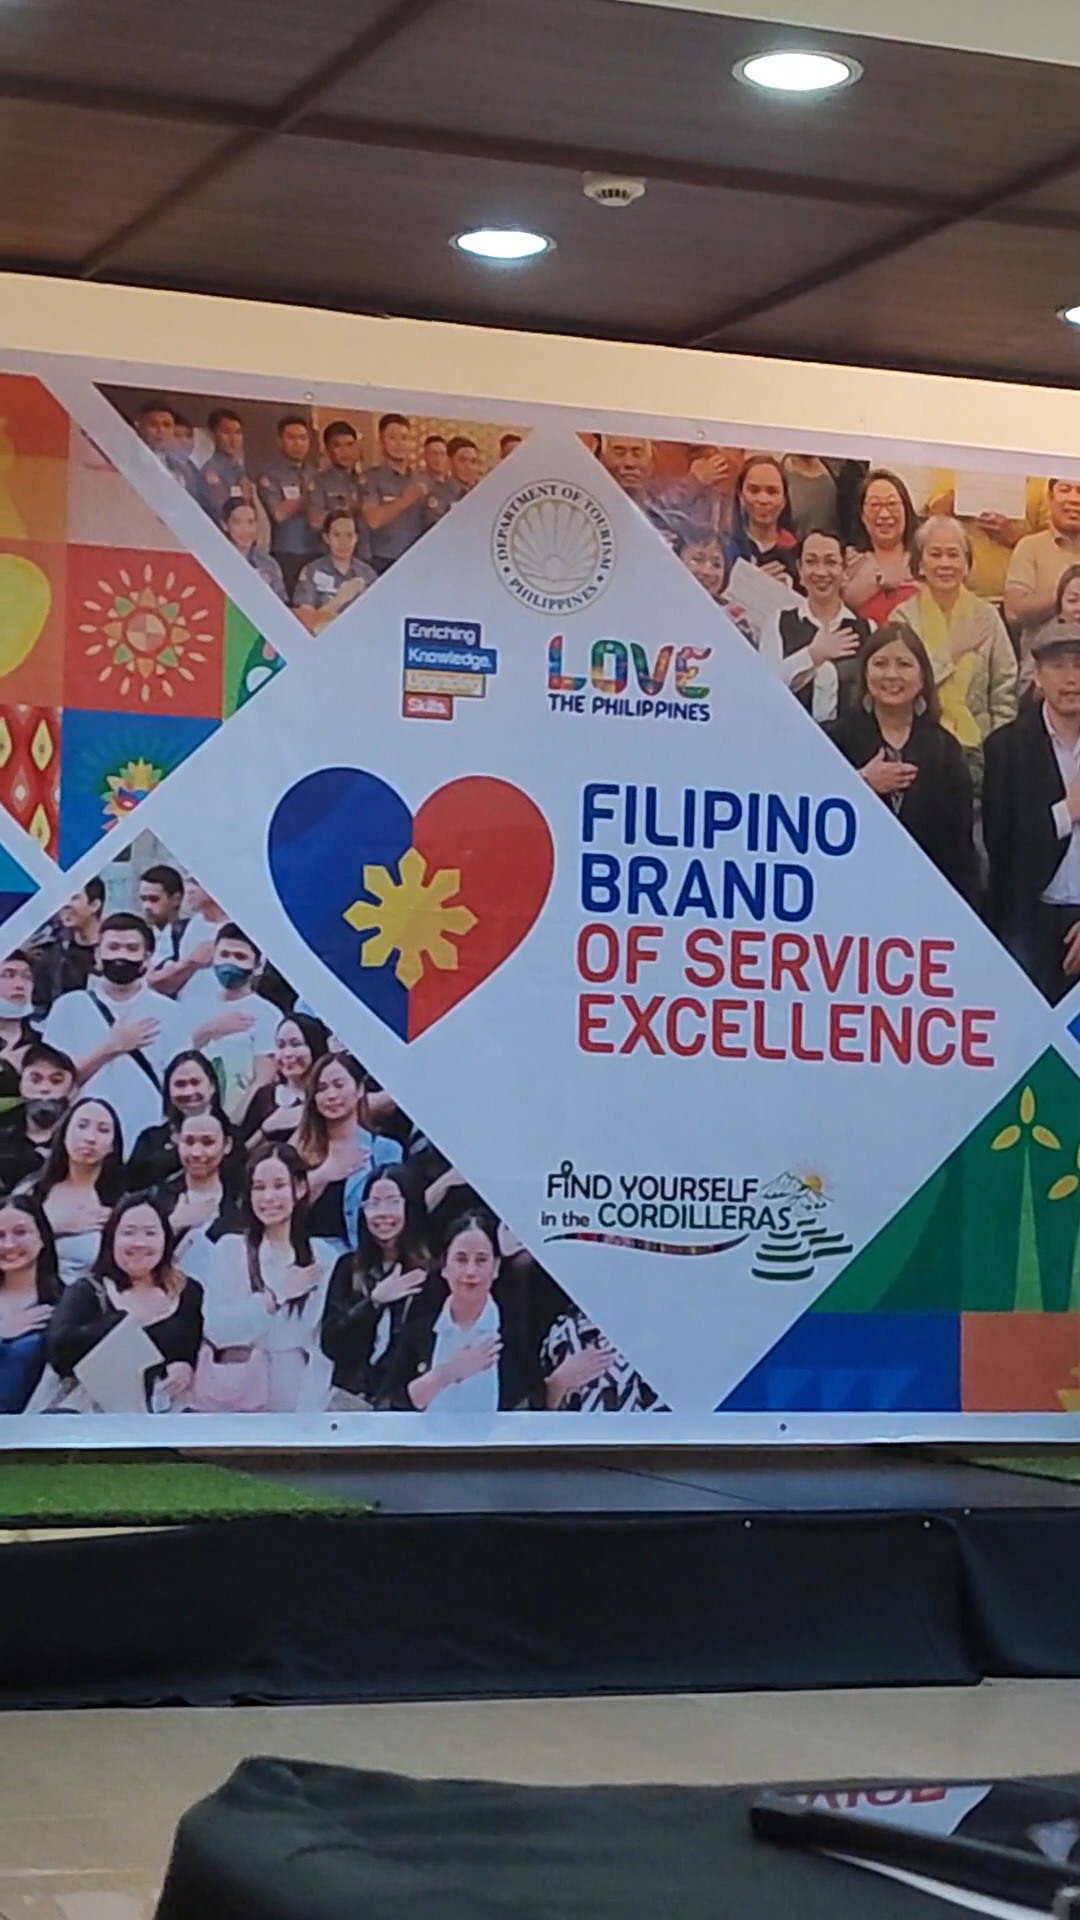 DEPARTMENT OF TOURISM
PHILIPPINES
Enriching
Knowledge.
Skills.
LOVE
THE PHILIPPINES
FILIPINO
BRAND
OF SERVICE
EXCELLENCE
FIND YOURSELF
in the CORDILLERAS